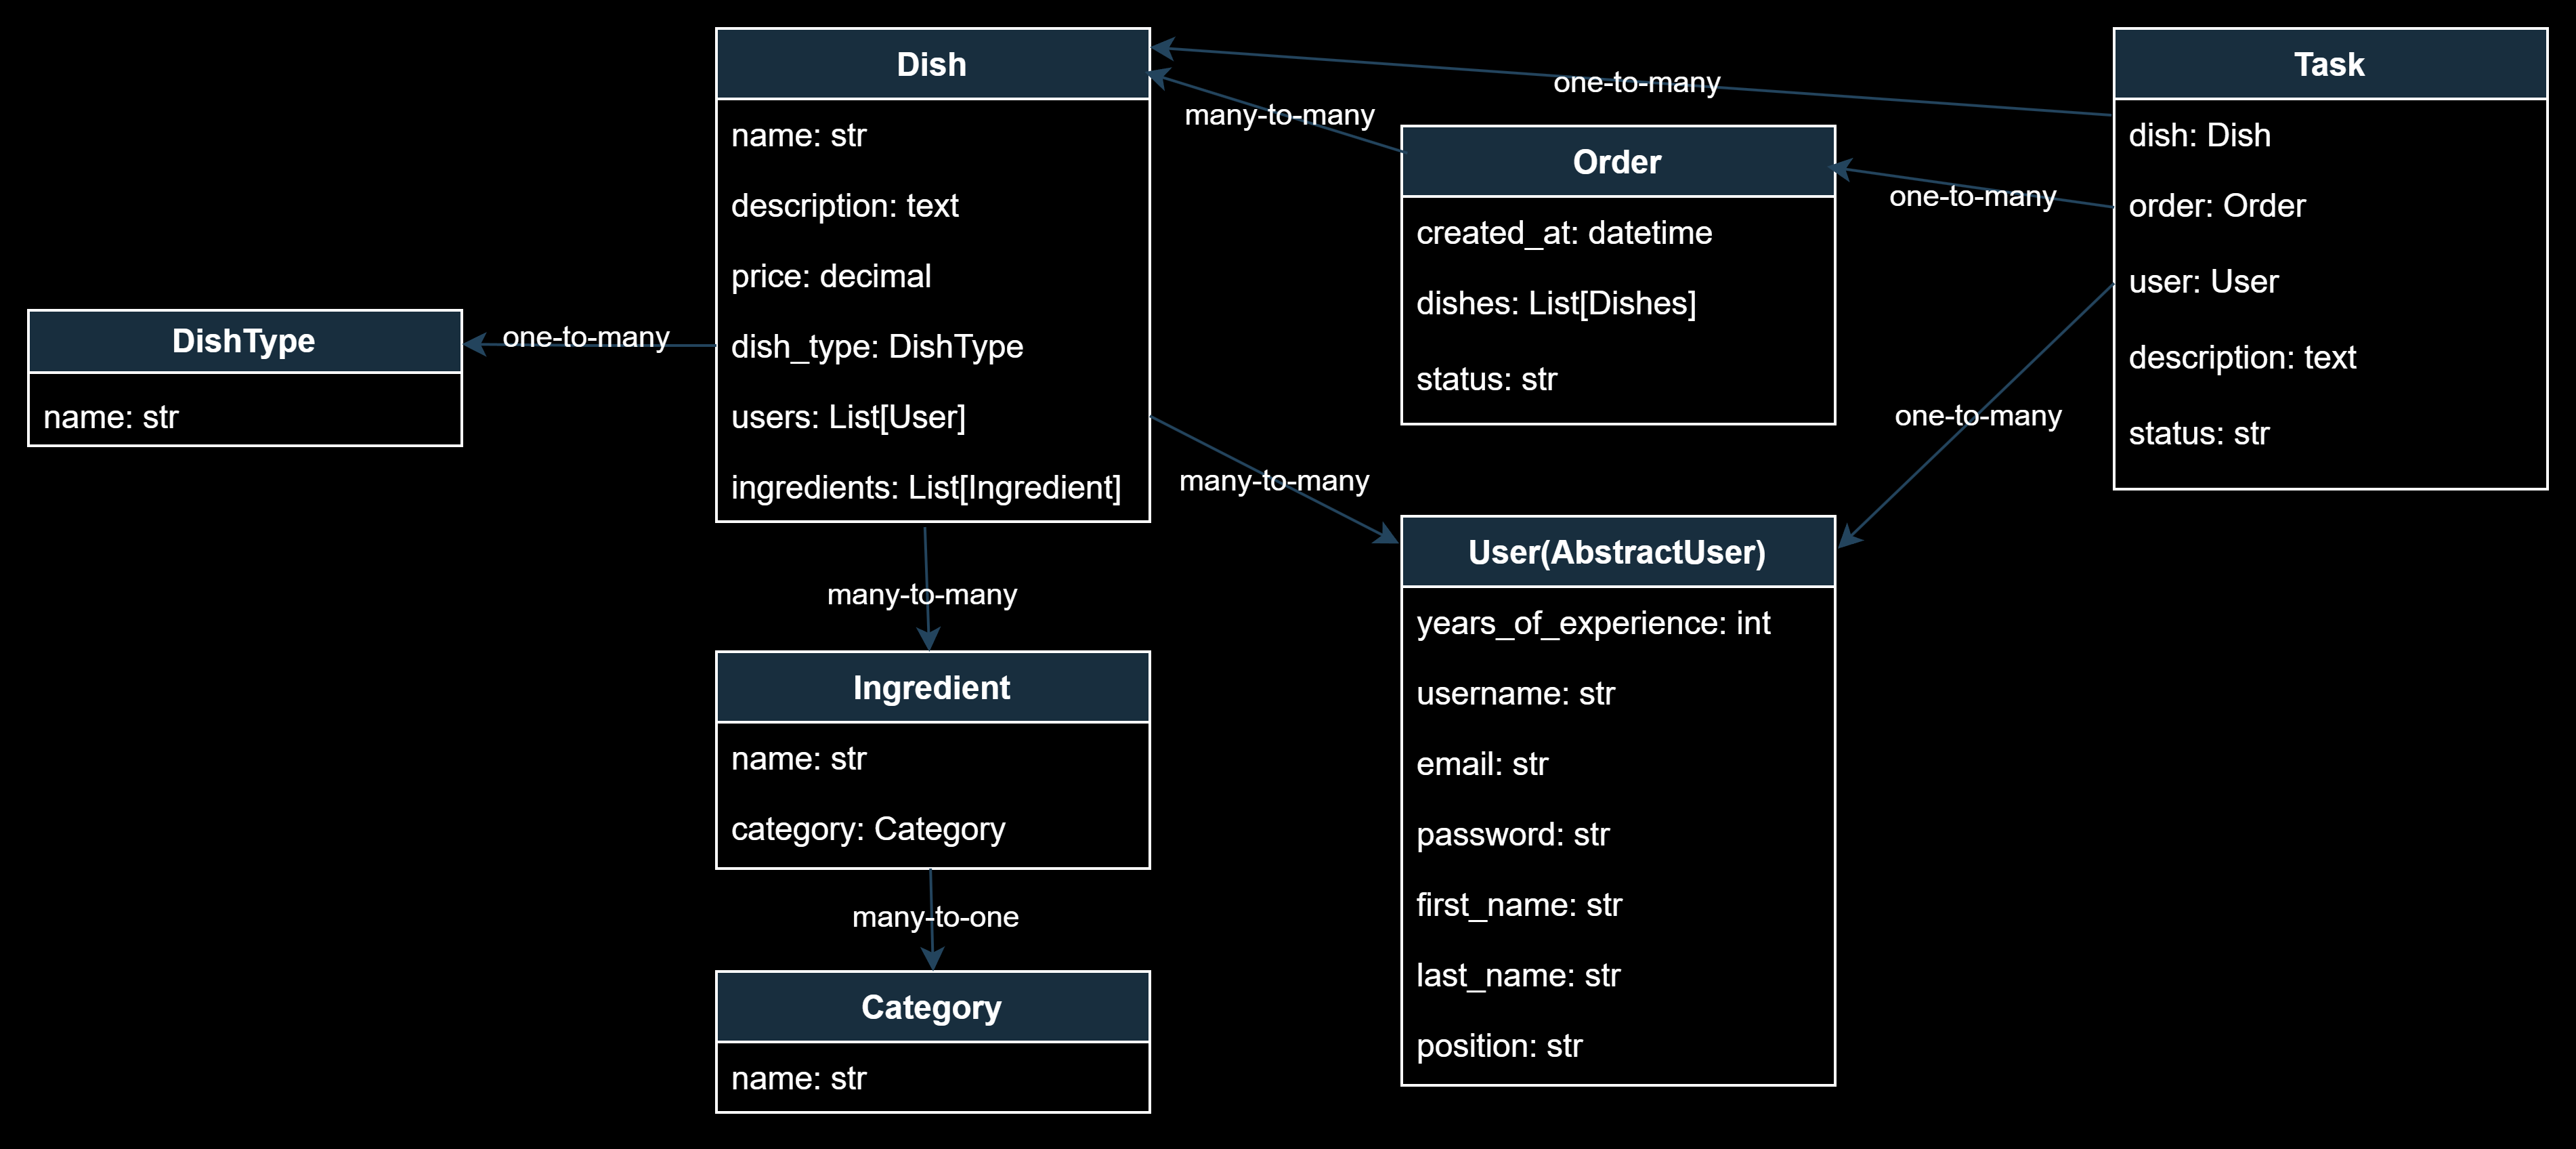 Dish
name: str
description: text
price: decimal
dish_type: DishType
users: List[User]
ingredients: List[Ingredient]
DishType
name: str
one-to-many
many-to-many
Ingredient
name: str
category: Category
many-to-one
Category
name: str
many-to-many
one-to-many
Order
created_at: datetime
dishes: List[Dishes]
status: str
many-to-many
User(AbstractUser)
years_of_experience: int
username: str
email: str
password: str
first_name: str
last_name: str
position: str
one-to-many
one-to-many
Task
dish: Dish
order: Order
user: User
description: text
status: str